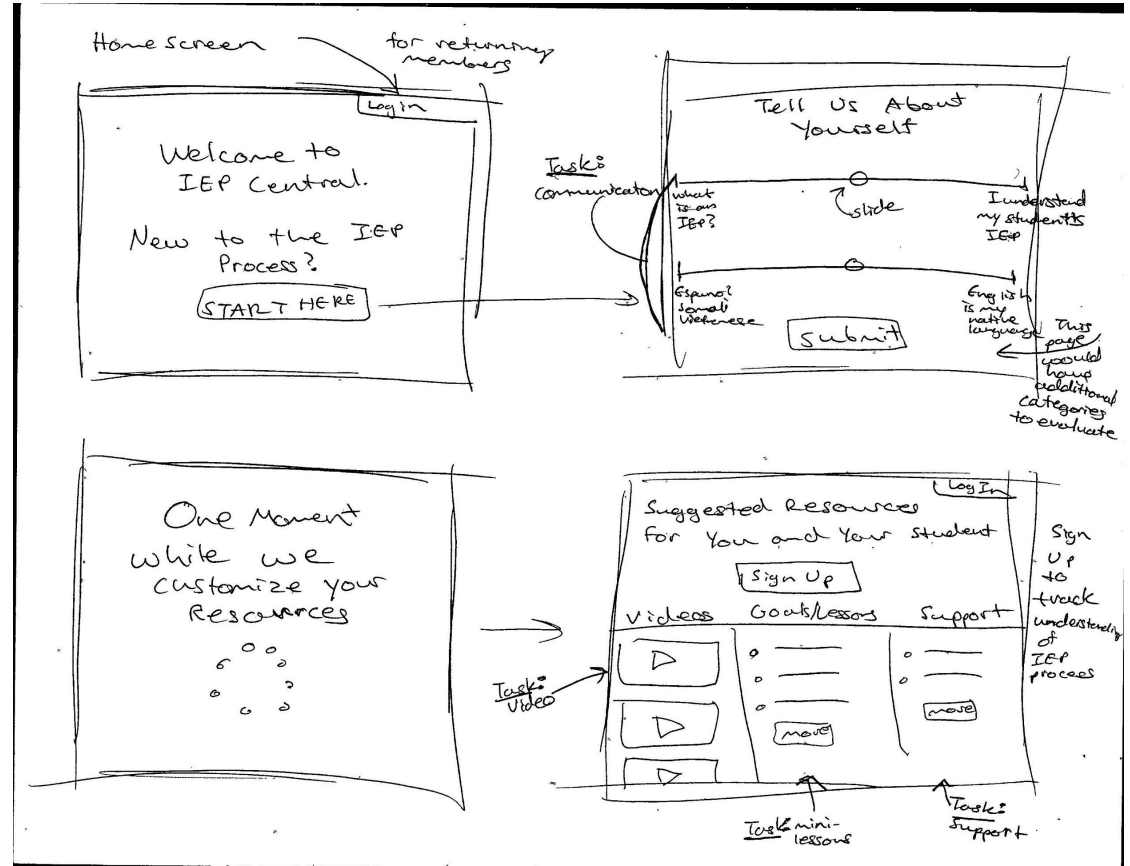 Home Screen
for returning
members
Log in
Welcome to
IEP Central.
New to the IEP
Process?
START HERE
Tell Us About
Yourself
Task:
Communication
what
is an
IEP?
slide
I understand
my student's
IEP
Español
Somali
Vietnamese
English
is my
native
language
Submit
This
page
would
have
additional
categories
to evaluate
One Moment
while we
customize your
Resources
Log In
Suggested Resources
for You and Your Student
Sign Up
Videos Goals/Lessons Support
more
more
Sign
Up
to
track
understanding
of
IEP
process
Task:
Video
Task: mini-
lessons
Task:
Support